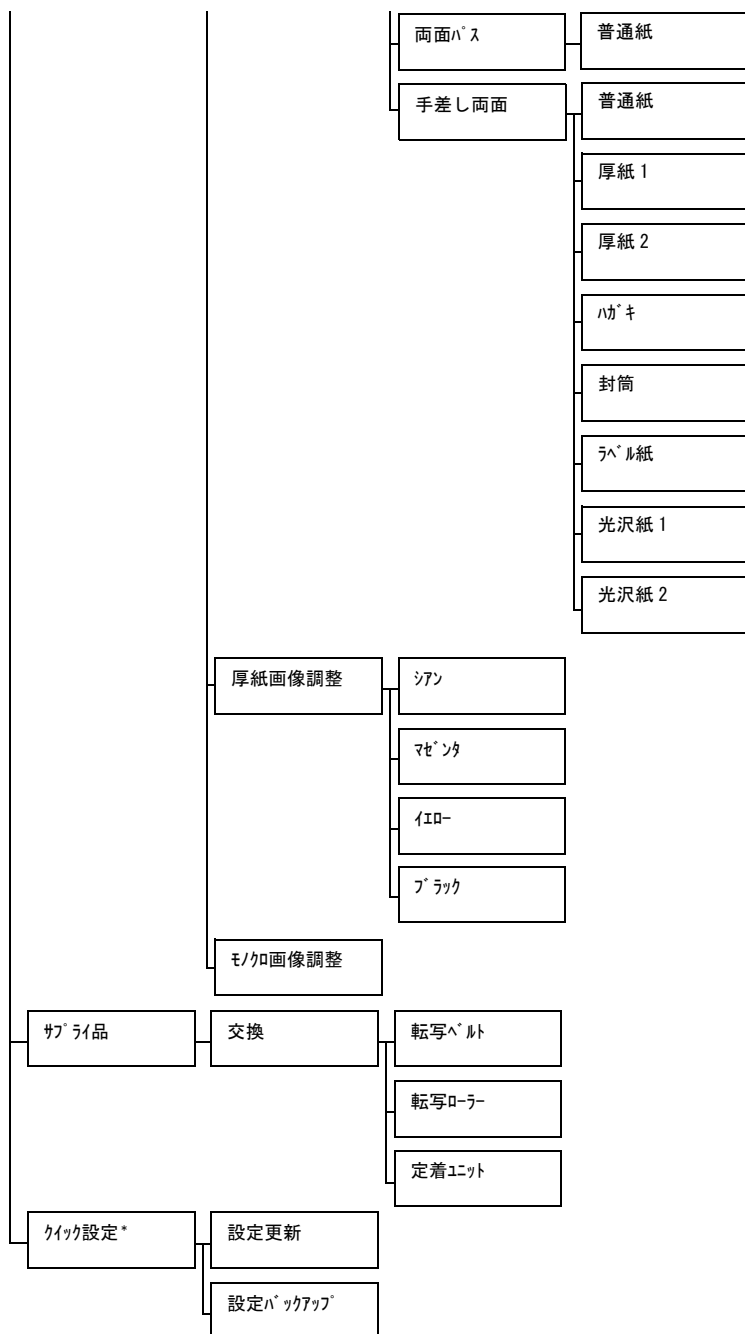 両面ﾊﾟｽ
普通紙
手差し両面
普通紙
厚紙 1
厚紙 2
ﾊｶﾞｷ
封筒
ﾗﾍﾞﾙ紙
光沢紙 1
光沢紙 2
厚紙画像調整
ｼｱﾝ
ﾏｾﾞﾝﾀ
ｲｴﾛｰ
ﾌﾞﾗｯｸ
ﾓﾉｸﾛ画像調整
ｻﾌﾟﾗｲ品
交換
転写ﾍﾞﾙﾄ
転写ﾛｰﾗｰ
定着ﾕﾆｯﾄ
ｸｲｯｸ設定*
設定更新
設定ﾊﾞｯｸｱｯﾌﾟ